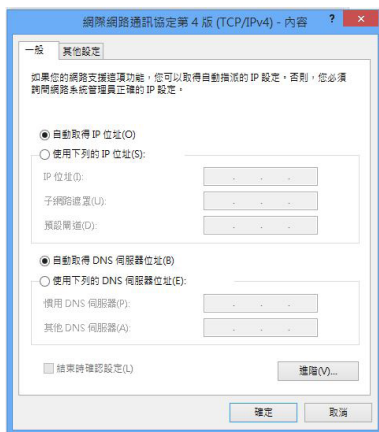 網際網路通訊協定第 4 版 (TCP/IPv4) - 內容
?
一般
其他設定
如果您的網路支援這項功能，您可以取得自動指派的 IP 設定。否則，您必須
詢問網路系統管理員正確的 IP 設定。
自動取得 IP 位址(O)
使用下列的 IP 位址(S):
IP 位址(I):
子網路遮罩(U):
預設閘道(D):
自動取得 DNS 伺服器位址(B)
使用下列的 DNS 伺服器位址(E):
慣用 DNS 伺服器(P):
其他 DNS 伺服器(A):
結束時確認設定(L)
進階(V)...
確定
取消